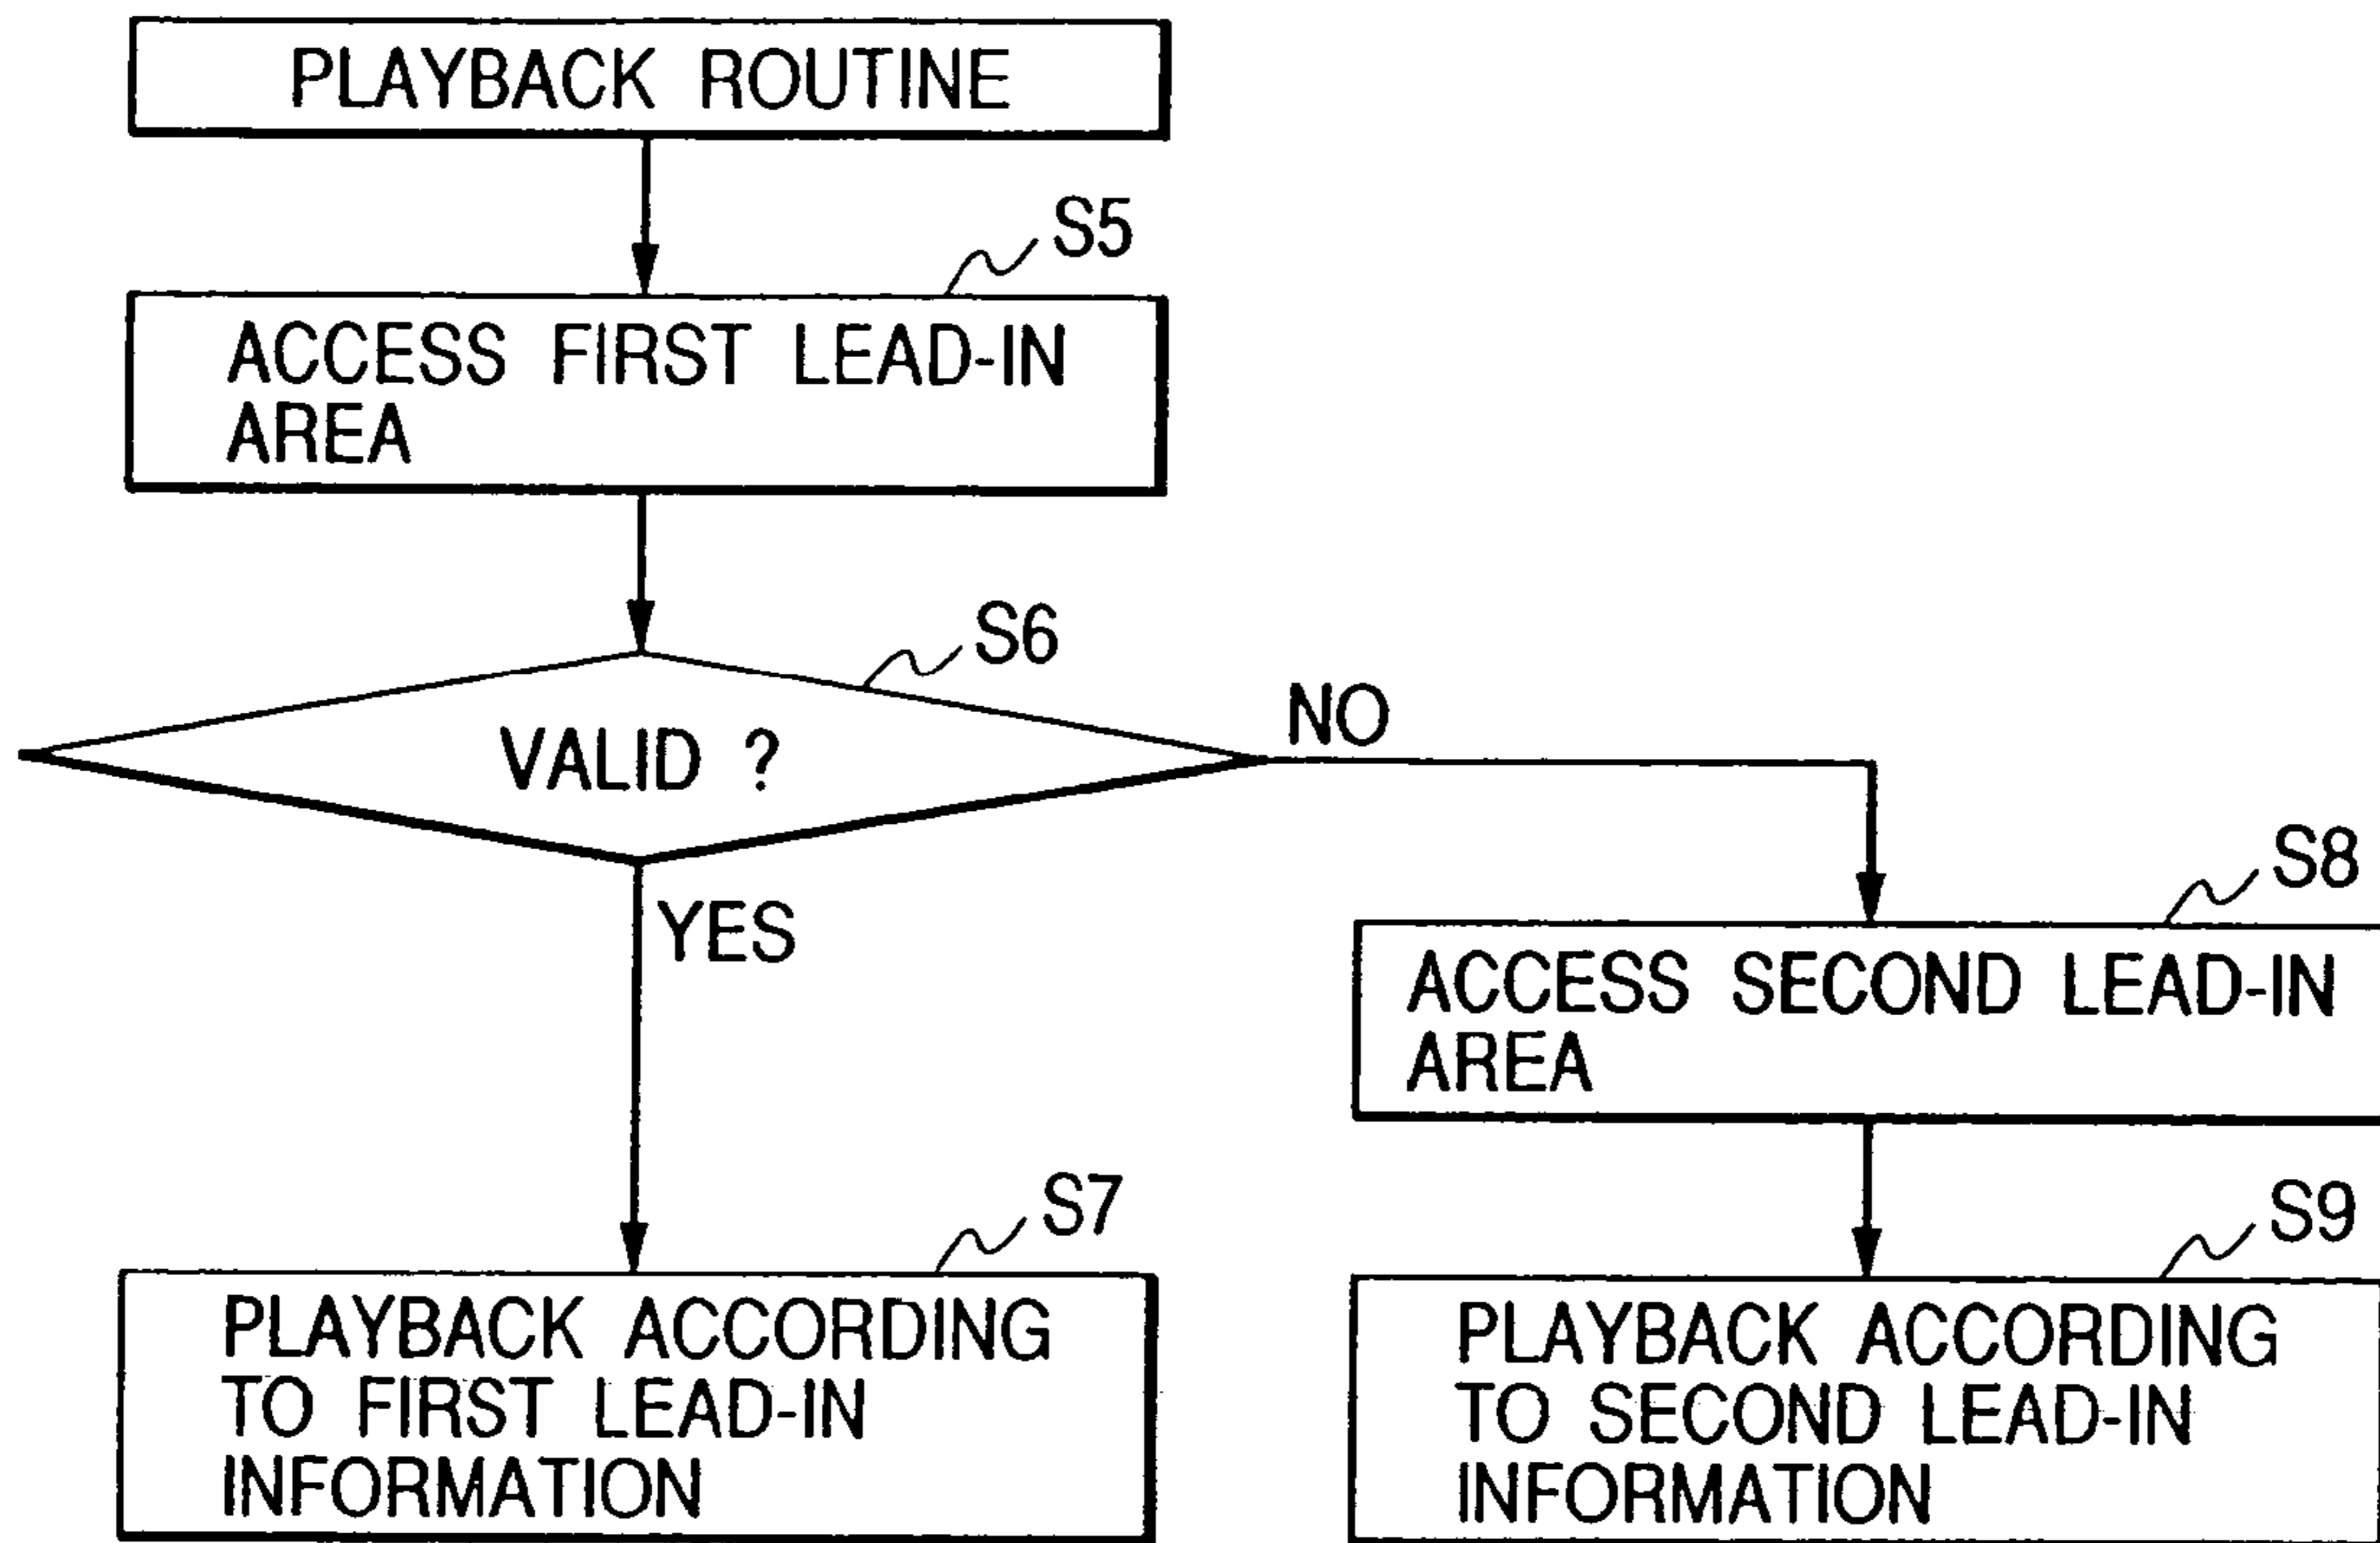 PLAYBACK ROUTINE
S5
ACCESS FIRST LEAD-IN
AREA
S6
VALID ?
NO
YES
S8
ACCESS SECOND LEAD-IN
AREA
S7
PLAYBACK ACCORDING
TO FIRST LEAD-IN
INFORMATION
S9
PLAYBACK ACCORDING
TO SECOND LEAD-IN
INFORMATION